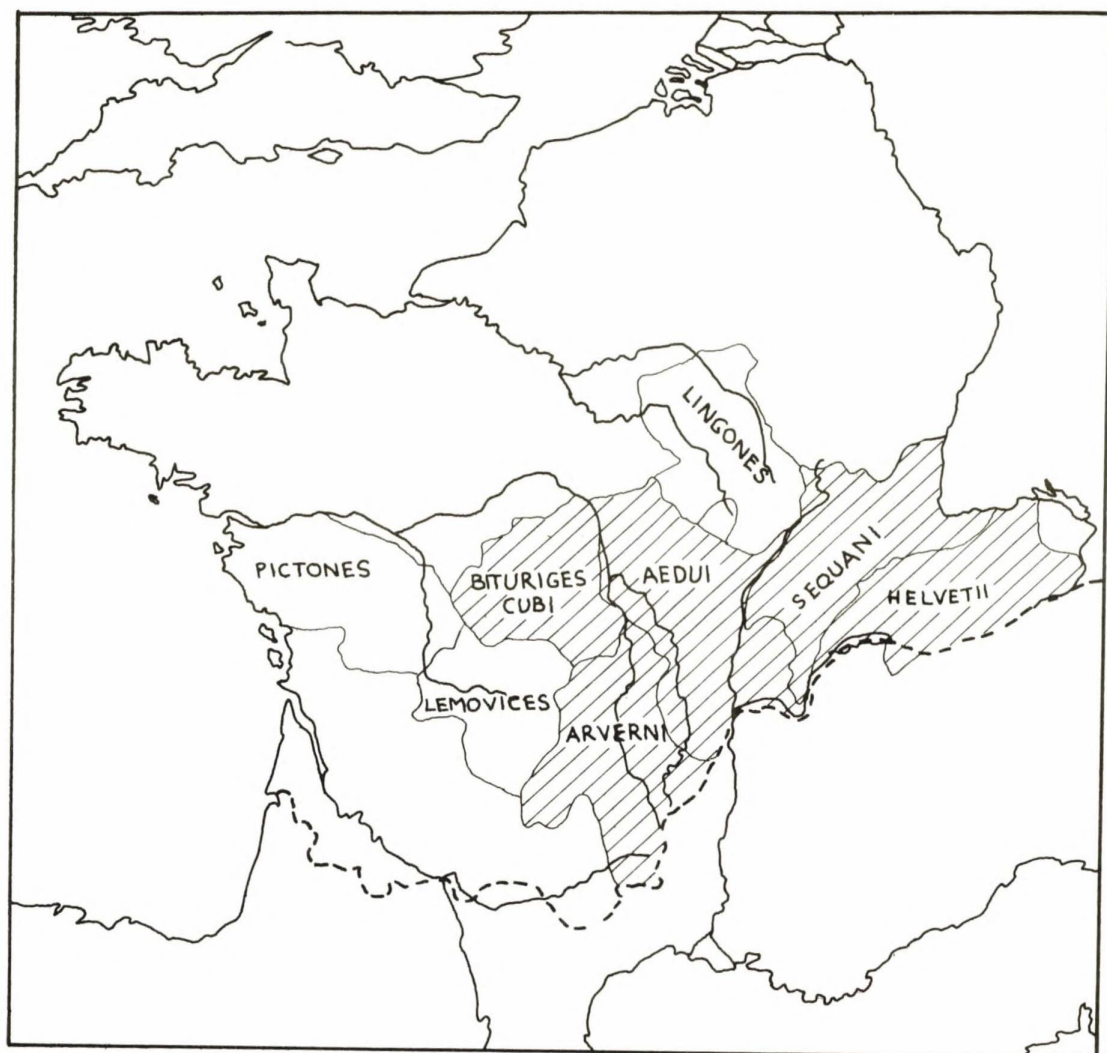 LINGONES
PICTONES
BITURIGES
CUBI
AEDUI
SEQUANI
HELVETII
LEMOVICES
ARVERNI